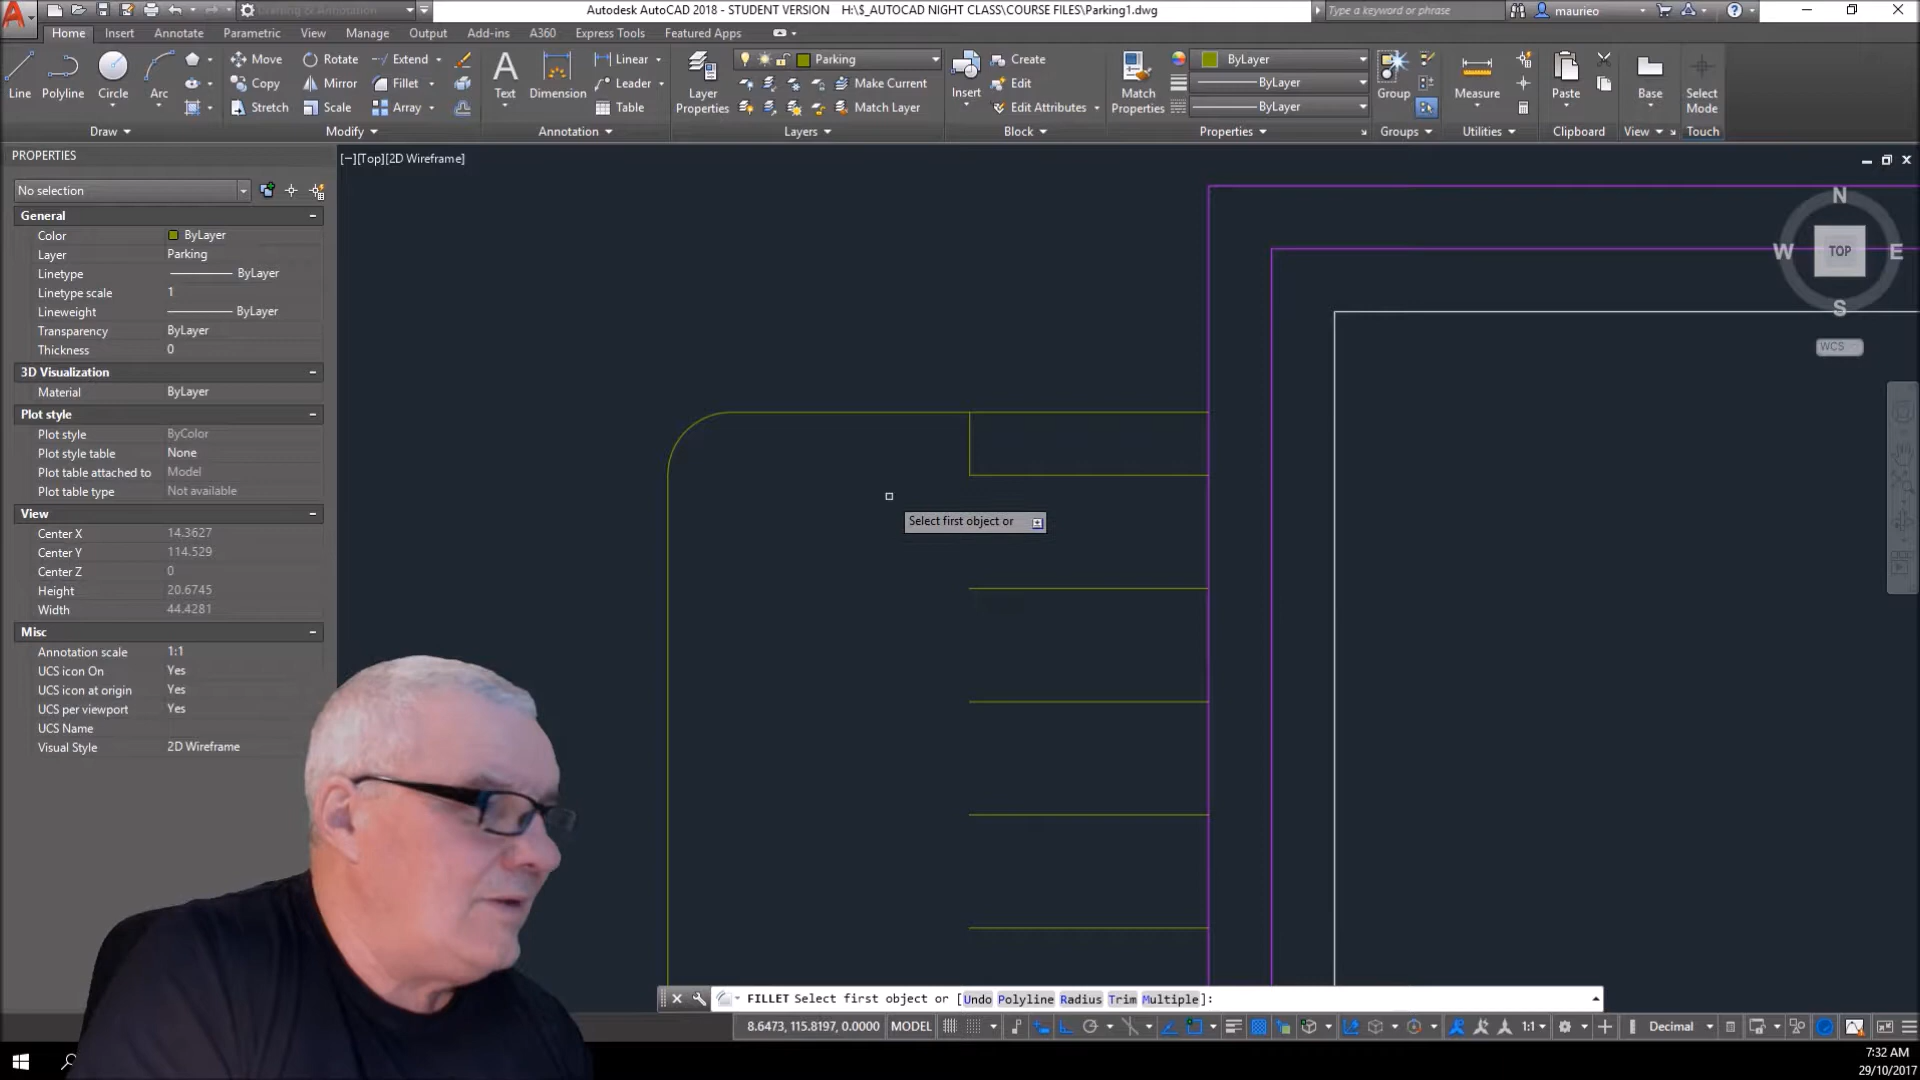 Drafting & Annotation
Autodesk AutoCAD 2018 - STUDENT VERSION H:\$_AUTOCAD NIGHT CLASS\COURSE FILES\Parking1.dwg
Type a keyword or phrase
maurieo
Home Insert Annotate Parametric View Manage Output Add-ins A360 Express Tools Featured Apps
Line Polyline Circle Arc
Move Rotate Extend
Copy Mirror Fillet
Stretch Scale Array
Text Dimension
Linear
Leader
Table
Layer Properties
Parking
Make Current
Match Layer
Insert
Create
Edit
Edit Attributes
Match Properties
ByLayer
ByLayer
ByLayer
Group
Measure
Paste
Base
Select Mode
Draw Modify Annotation Layers Block Properties Groups Utilities Clipboard View Touch
PROPERTIES
[−][Top][2D Wireframe]
No selection
General
Color ByLayer
Layer Parking
Linetype ByLayer
Linetype scale 1
Lineweight ByLayer
Transparency ByLayer
Thickness 0
3D Visualization
Material ByLayer
Plot style
Plot style ByColor
Plot style table None
Plot table attached to Model
Plot table type Not available
View
Center X 14.3627
Center Y 114.529
Center Z 0
Height 20.6745
Width 44.4281
Misc
Annotation scale 1:1
UCS icon On Yes
UCS icon at origin Yes
UCS per viewport Yes
UCS Name
Visual Style 2D Wireframe
N
W TOP E
S
WCS
Select first object or
FILLET Select first object or [Undo Polyline Radius Trim Multiple]:
8.6473, 115.8197, 0.0000 MODEL 1:1 Decimal
7:32 AM
29/10/2017